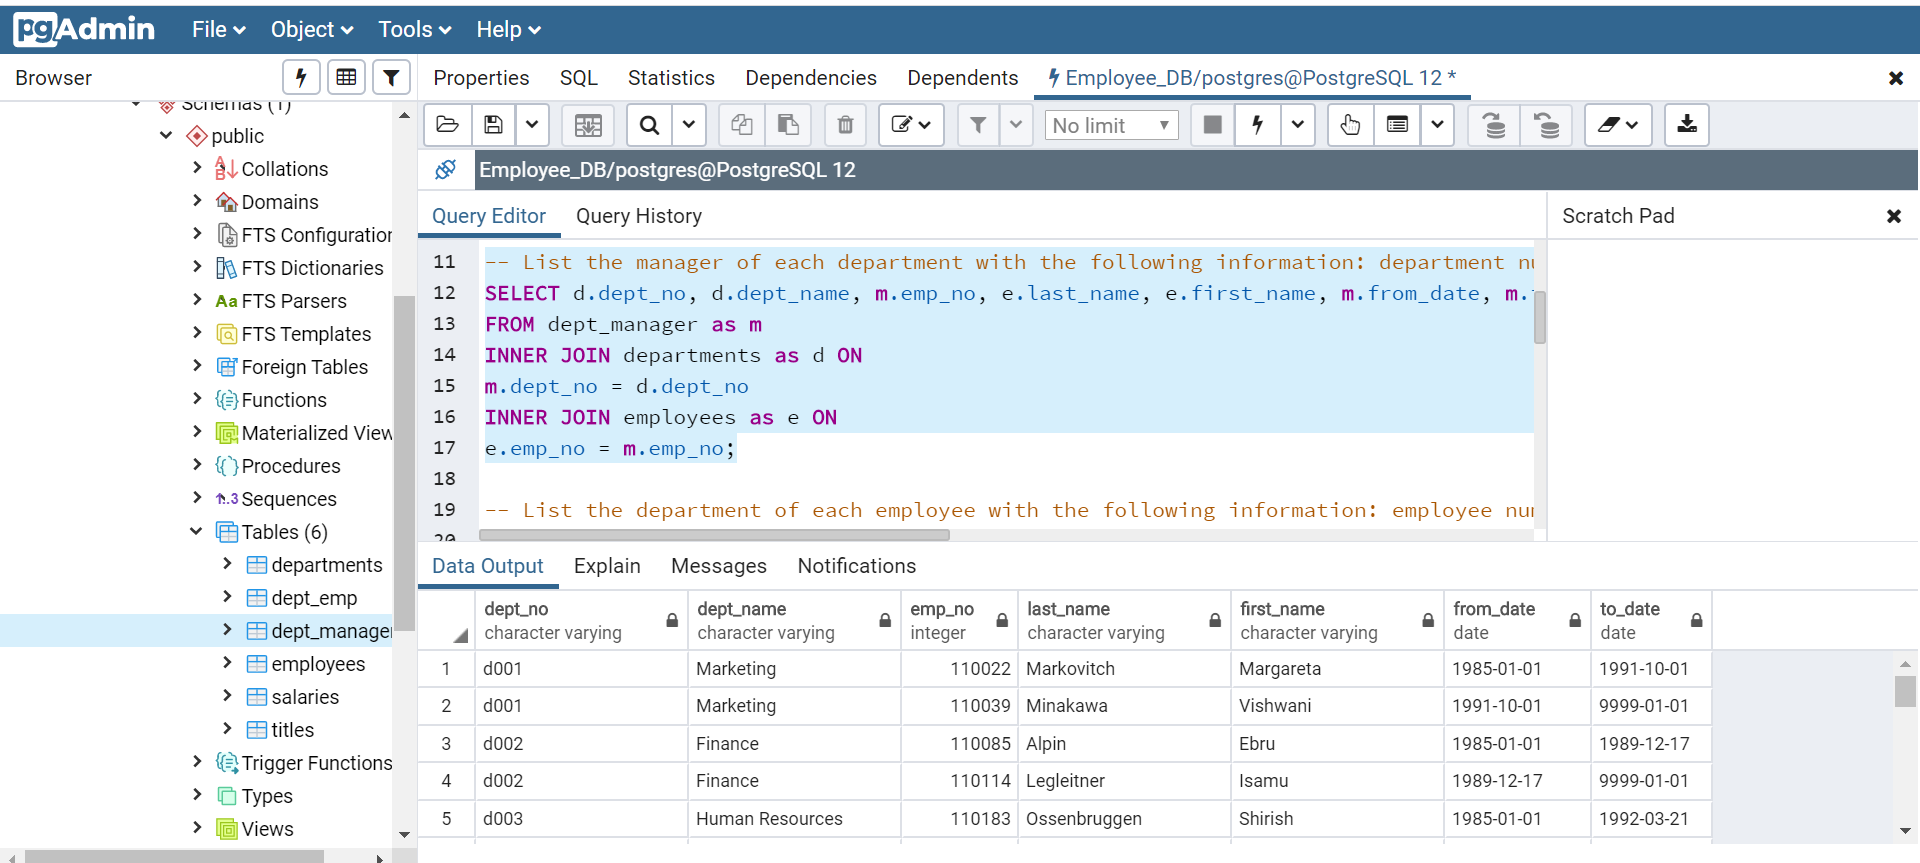 pgAdmin File Object Tools Help
Browser
Properties SQL Statistics Dependencies Dependents Employee_DB/postgres@PostgreSQL 12 *
No limit
Employee_DB/postgres@PostgreSQL 12
Schemas (1)
public
Collations
Domains
FTS Configuration
FTS Dictionaries
Aa FTS Parsers
FTS Templates
Foreign Tables
Functions
Materialized View
Procedures
1..3 Sequences
Tables (6)
departments
dept_emp
dept_manager
employees
salaries
titles
Trigger Functions
Types
Views
Query Editor Query History
Scratch Pad
11 -- List the manager of each department with the following information: department nu
12 SELECT d.dept_no, d.dept_name, m.emp_no, e.last_name, e.first_name, m.from_date, m.
13 FROM dept_manager as m
14 INNER JOIN departments as d ON
15 m.dept_no = d.dept_no
16 INNER JOIN employees as e ON
17 e.emp_no = m.emp_no;
18
19 -- List the department of each employee with the following information: employee num
20
Data Output Explain Messages Notifications
dept_no dept_name emp_no last_name first_name from_date to_date
character varying character varying integer character varying character varying date date
1 d001 Marketing 110022 Markovitch Margareta 1985-01-01 1991-10-01
2 d001 Marketing 110039 Minakawa Vishwani 1991-10-01 9999-01-01
3 d002 Finance 110085 Alpin Ebru 1985-01-01 1989-12-17
4 d002 Finance 110114 Legleitner Isamu 1989-12-17 9999-01-01
5 d003 Human Resources 110183 Ossenbruggen Shirish 1985-01-01 1992-03-21